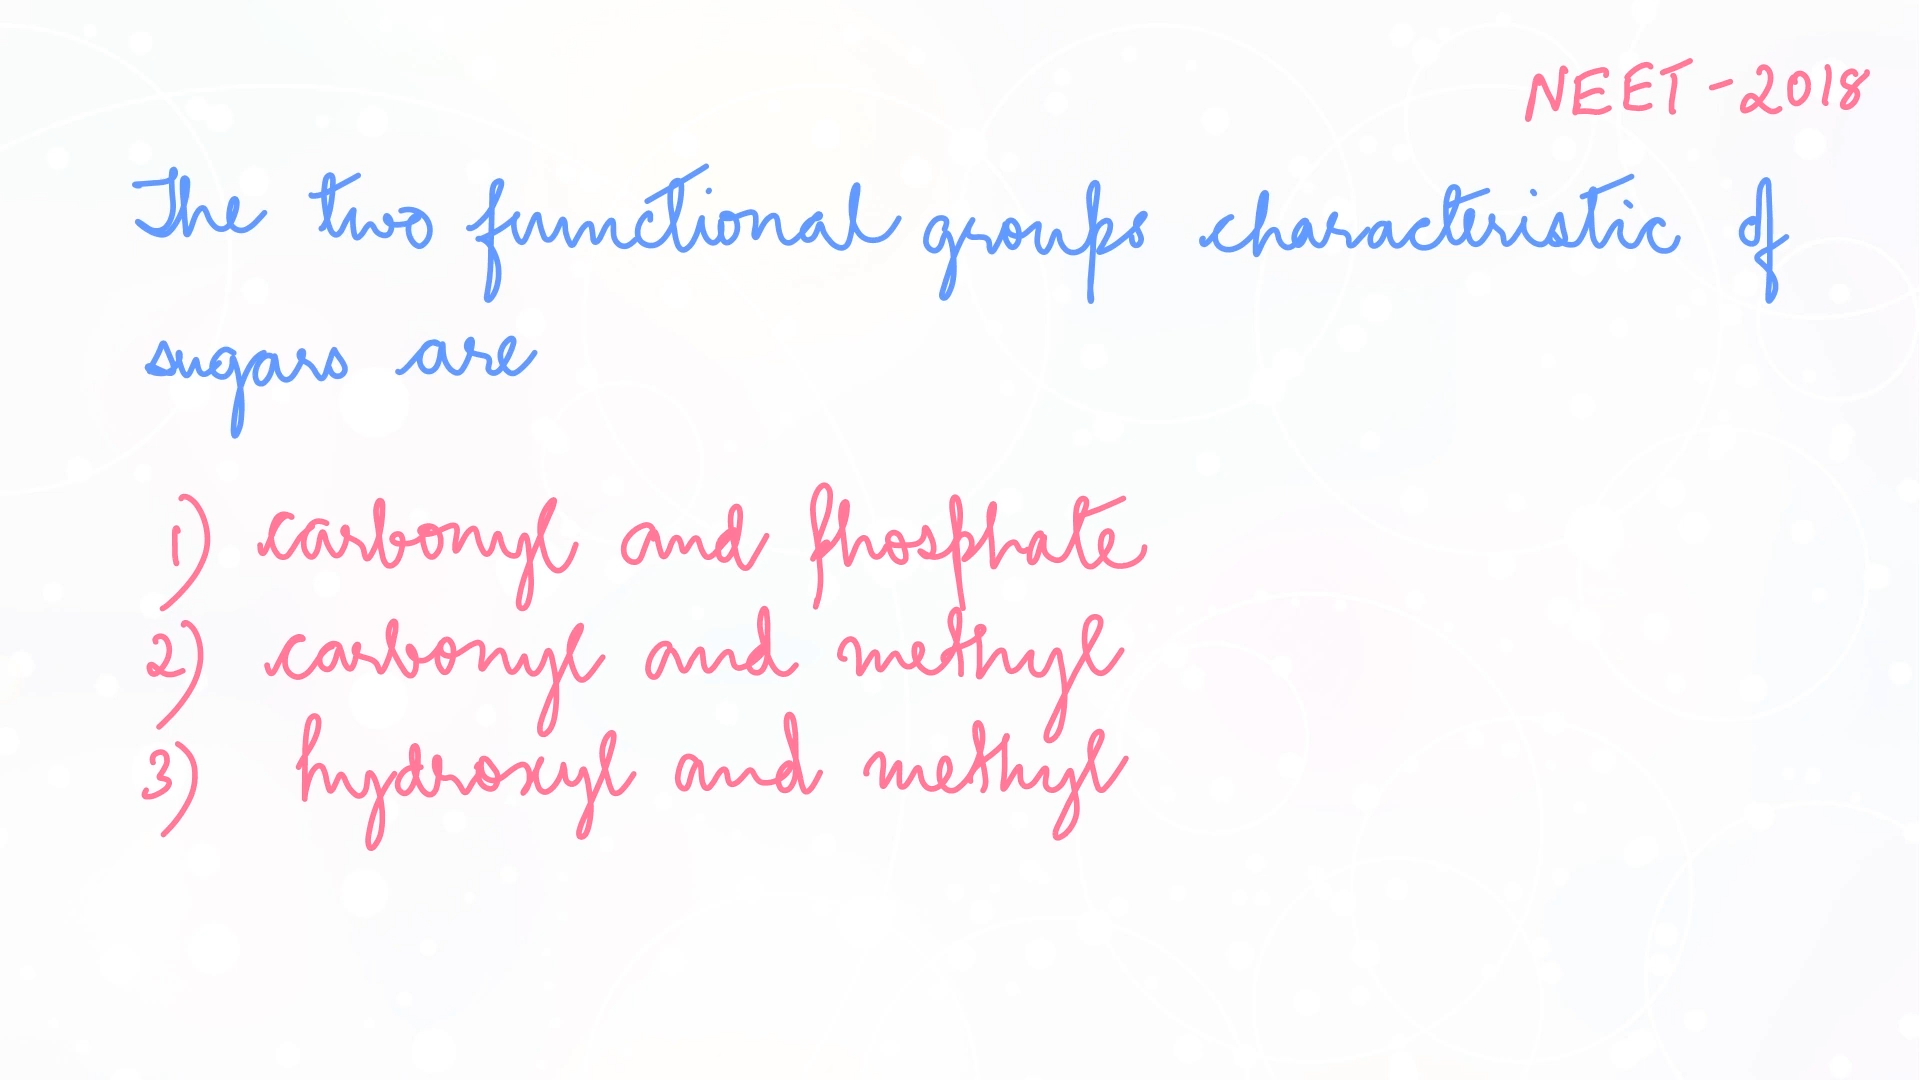 NEET-2018
The two functional groups characteristic of
sugars are
1) carbonyl and phosphate
2) carbonyl and methyl
3) hydroxyl and methyl